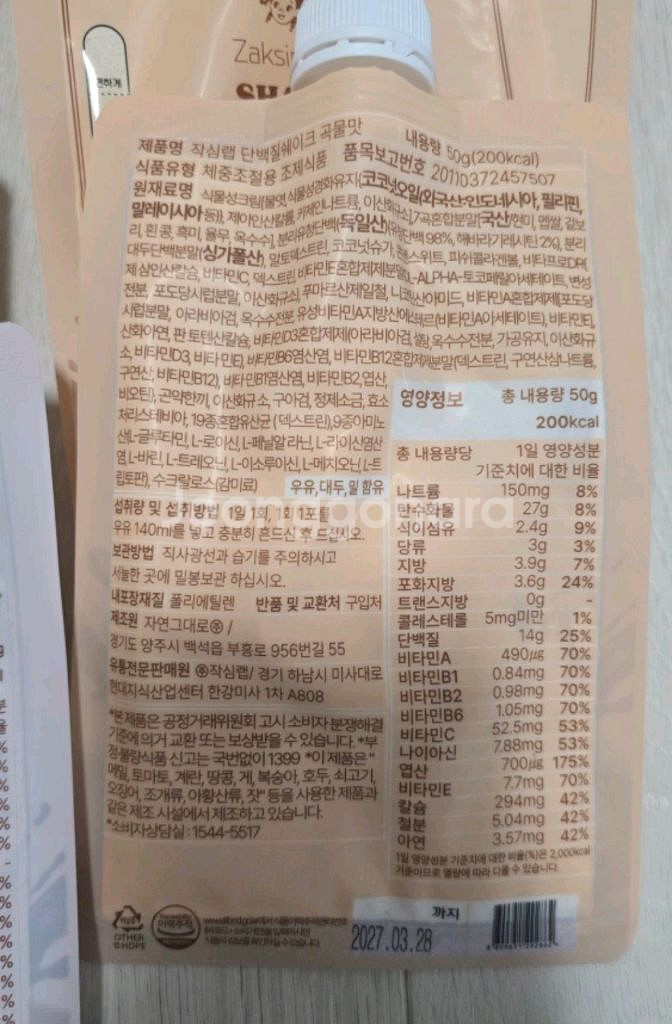 Zaksi
제품명 작심랩 단백질쉐이크 곡물맛 내용량 50g(200kcal)
식품유형 체중조절용 조제식품 품목보고번호 20110372457507
원재료명 식물성크림[물엿,식물성경화유지(코코넛오일(외국산:인도네시아, 필리핀,
말레이시아 등)), 제이인산칼륨, 카제인나트륨, 이산화규소], 7곡혼합분말[국산/현미, 멥쌀, 겉보
리, 흰 콩, 흑미, 율무, 옥수수], 분리유청단백(독일산)(유청단백 98%, 해바라기레시틴 2%), 분리
대두단백분말(싱가폴산), 말토덱스트린, 코코넛슈가, 피쉬콜라겐봉,
제삼인산칼슘, 비타민C, 덱스트린, 비타민E혼합제제분말[DL-ALPHA-토코페릴아세테이트, 변성
전분, 포도당시럽분말, 이산화규소], 푸마르산제일철, 니코틴산아미드, 비타민A혼합제제[포도당
시럽분말, 아라비아검, 옥수수전분, 유성비타민A지방산에스테르(비타민A아세테이트), 비타민E],
산화아연, 판토텐산칼슘, 비타민D3혼합제제(아라비아검, 설탕, 옥수수전분, 가공유지, 이산화규
소, 비타민D3, 비타민E), 비타민B6염산염, 비타민B12혼합제제분말(덱스트린, 구연산삼나트륨,
구연산, 비타민B12), 비타민B1염산염, 비타민B2, 엽산,
비오틴), 곤약한끼, 이산화규소, 구아검, 정제소금, 효소
처리스테비아, 19종혼합유산균(덱스트린), 9종아미노
산(L-글루타민, L-로이신, L-페닐알라닌, L-라이신염산
염, L-바린, L-트레오닌, L-이소루이신, L-메치오닌, L-트
립토판), 수크랄로스(감미료) 우유, 대두, 밀 함유
섭취량 및 섭취방법 1일 1회, 1회 1포를
우유 140ml를 넣고 충분히 흔드신 후 드십시오.
보관방법 직사광선과 습기를 주의하시고
서늘한 곳에 밀봉보관 하십시오.
내포장재질 폴리에틸렌 반품 및 교환처 구입처
제조원 자연그대로㈜ /
경기도 양주시 백석읍 부흥로 956번길 55
유통전문판매원 ㈜작심랩/ 경기 하남시 미사대로
현대지식산업센터 한강미사 1차 A808
*본 제품은 공정거래위원회 고시 소비자 분쟁해결
기준에 의거 교환 또는 보상받을 수 있습니다. *부
정·불량식품 신고는 국번없이 1399 *이 제품은 "
메밀, 토마토, 계란, 땅콩, 게, 복숭아, 호두, 쇠고기,
오징어, 조개류, 아황산류, 잣" 등을 사용한 제품과
같은 제조 시설에서 제조하고 있습니다.
*소비자상담실 : 1544-5517
영양정보 총 내용량 50g
200kcal
총 내용량당 1일 영양성분
기준치에 대한 비율
나트륨 150mg 8%
탄수화물 27g 8%
식이섬유 2.4g 9%
당류 3g 3%
지방 3.9g 7%
포화지방 3.6g 24%
트랜스지방 0g -
콜레스테롤 5mg미만 1%
단백질 14g 25%
비타민A 490㎍ 70%
비타민B1 0.84mg 70%
비타민B2 0.98mg 70%
비타민B6 1.05mg 70%
비타민C 52.5mg 53%
나이아신 7.88mg 53%
엽산 700㎍ 175%
비타민E 7.7mg 70%
칼슘 294mg 42%
철분 5.04mg 42%
아연 3.57mg 42%
1일 영양성분 기준치에 대한 비율(%)은 2,000kcal
기준이므로 열량에 따라 다를 수 있습니다.
OTHER
이력추적
까지
2027.03.28